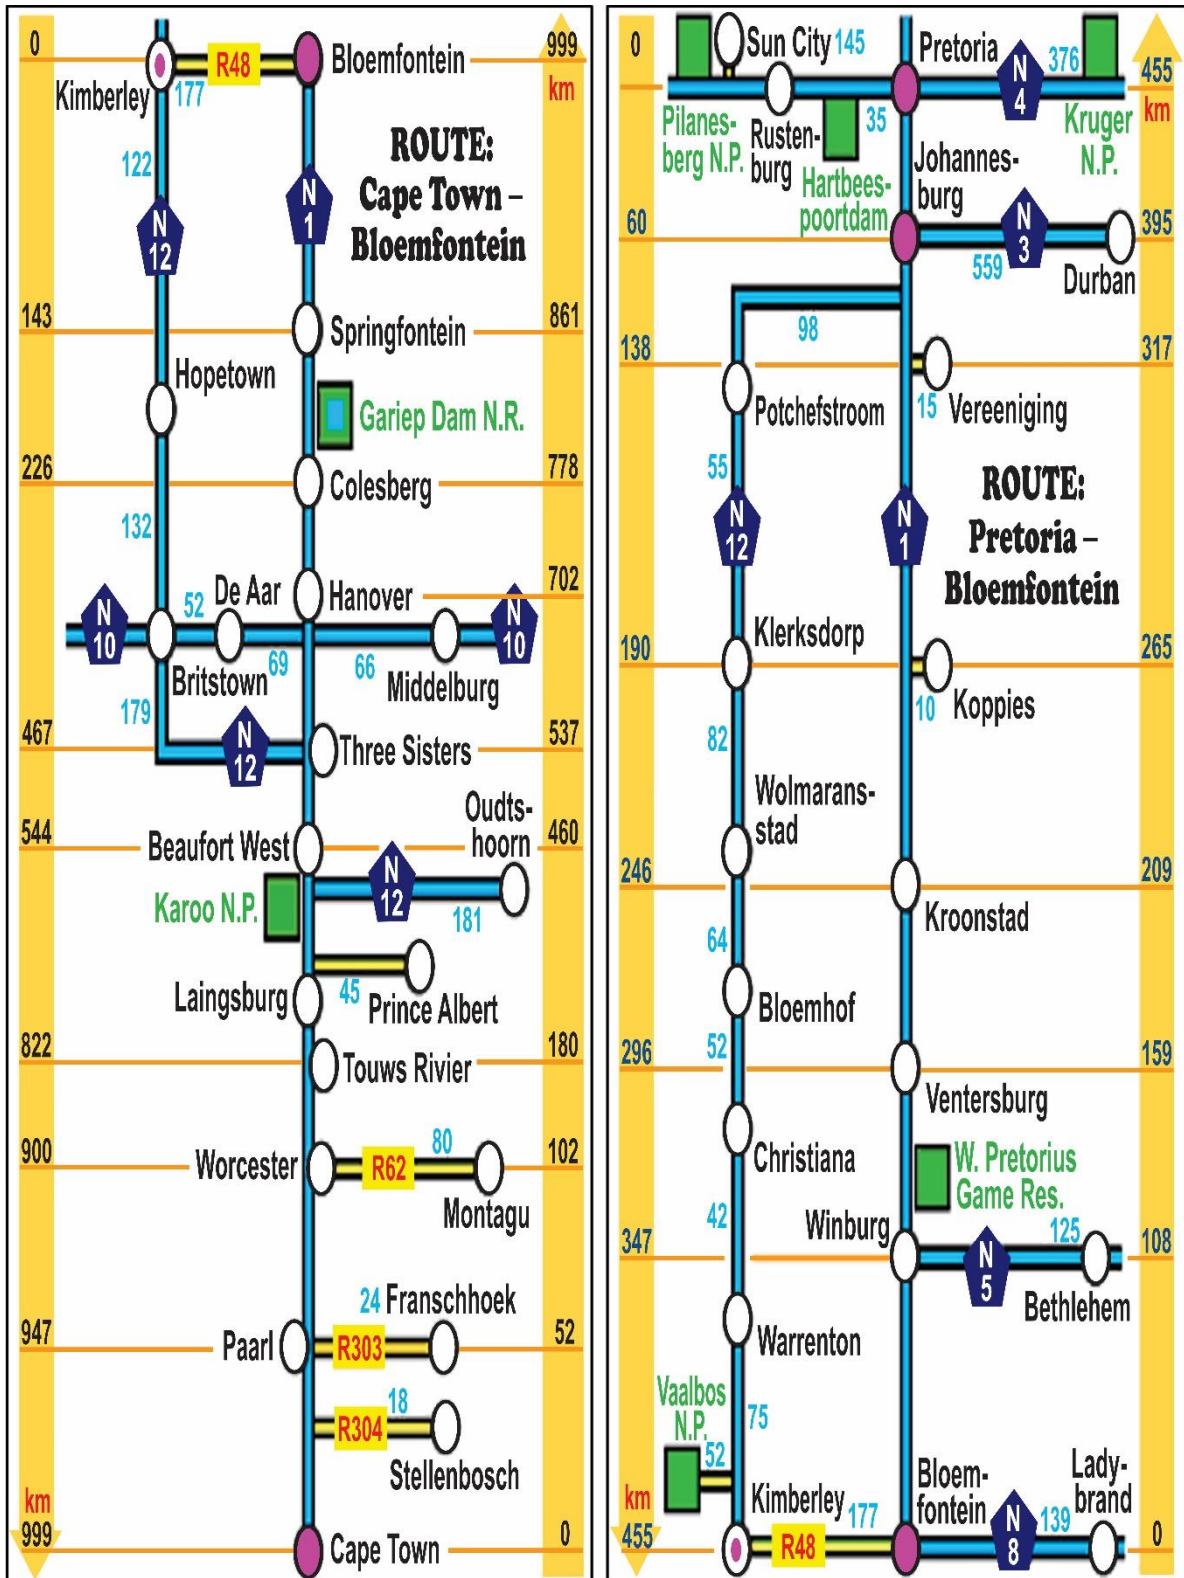 0
999
km
Kimberley
177
R48
Bloemfontein
ROUTE:
Cape Town –
Bloemfontein
122
N
12
N
1
143
Springfontein
861
Hopetown
Gariep Dam N.R.
226
Colesberg
778
132
De Aar
Hanover
702
N
10
52
69
66
N
10
Britstown
Middelburg
179
467
N
12
Three Sisters
537
Oudts-
hoorn
544
Beaufort West
460
N
12
181
Karoo N.P.
45
Prince Albert
Laingsburg
822
Touws Rivier
180
900
Worcester
R62
80
Montagu
102
24
Franschhoek
947
Paarl
R303
52
18
R304
Stellenbosch
km
999
Cape Town
0
0
Sun City
145
Pretoria
376
455
km
N
4
Pilanes-
berg N.P.
Rusten-
burg
35
Hartbees-
poortdam
Kruger
N.P.
Johannes-
burg
60
N
3
559
Durban
395
98
138
317
Potchefstroom
15
Vereeniging
55
N
12
N
1
ROUTE:
Pretoria –
Bloemfontein
190
Klerksdorp
265
10
Koppies
82
Wolmarans-
stad
246
209
Kroonstad
64
Bloemhof
52
296
159
Ventersburg
Christiana
W. Pretorius
Game Res.
42
Winburg
125
347
N
5
108
Bethlehem
Warrenton
Vaalbos
N.P.
52
75
Kimberley
177
Bloem-
fontein
Lady-
brand
km
455
R48
N
8
139
0